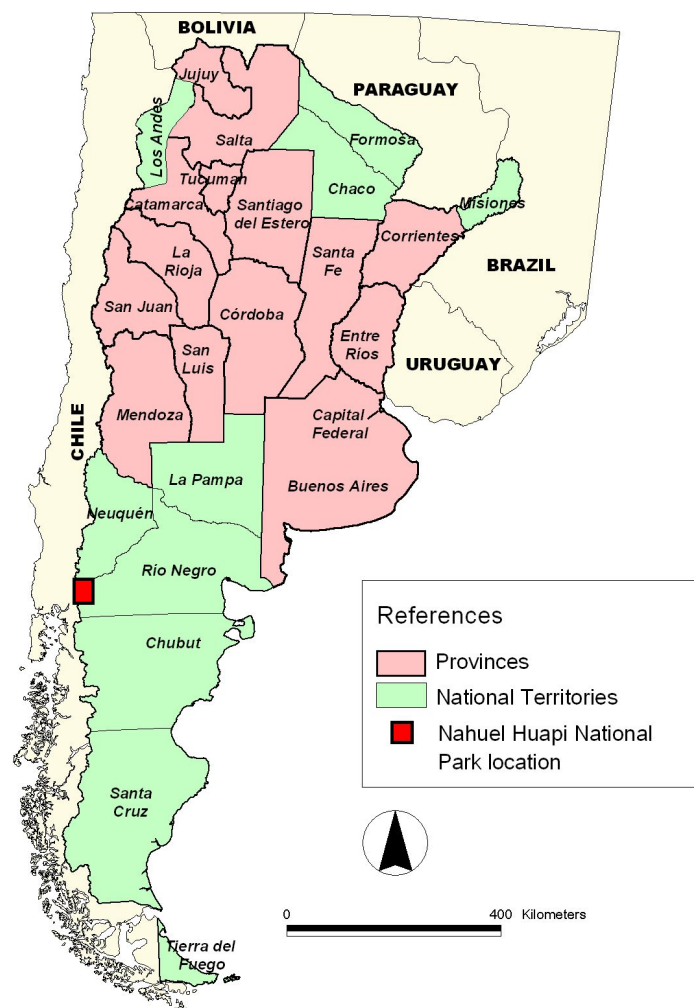 BOLIVIA
Jujuy
PARAGUAY
Los Andes
Salta
Formosa
Tucumán
Chaco
Catamarca
Santiago
del Estero
Misiones
La
Rioja
Santa
Fe
Corrientes
BRAZIL
San Juan
Córdoba
San
Luis
Entre
Ríos
URUGUAY
CHILE
Mendoza
Capital
Federal
La Pampa
Buenos Aires
Neuquén
Río Negro
Chubut
Santa
Cruz
Tierra del
Fuego
References
Provinces
National Territories
Nahuel Huapi National
Park location
0 400 Kilometers